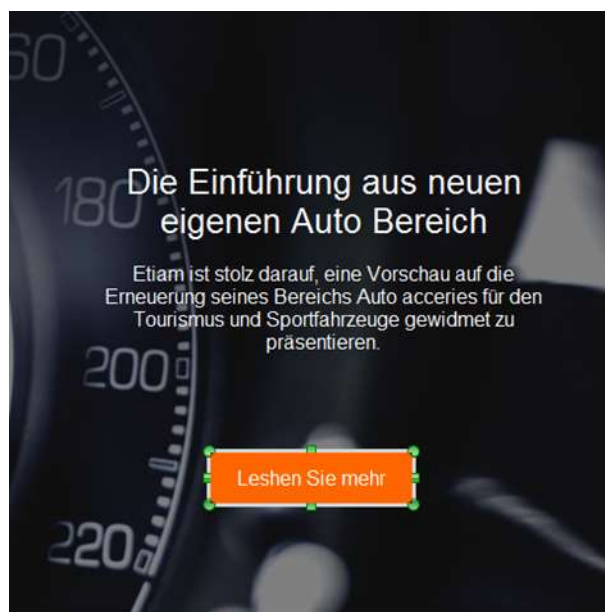 60
180
Die Einführung aus neuen
eigenen Auto Bereich
Etiam ist stolz darauf, eine Vorschau auf die
Erneuerung seines Bereichs Auto acceries für den
Tourismus und Sportfahrzeuge gewidmet zu
präsentieren.
200
Leshen Sie mehr
220